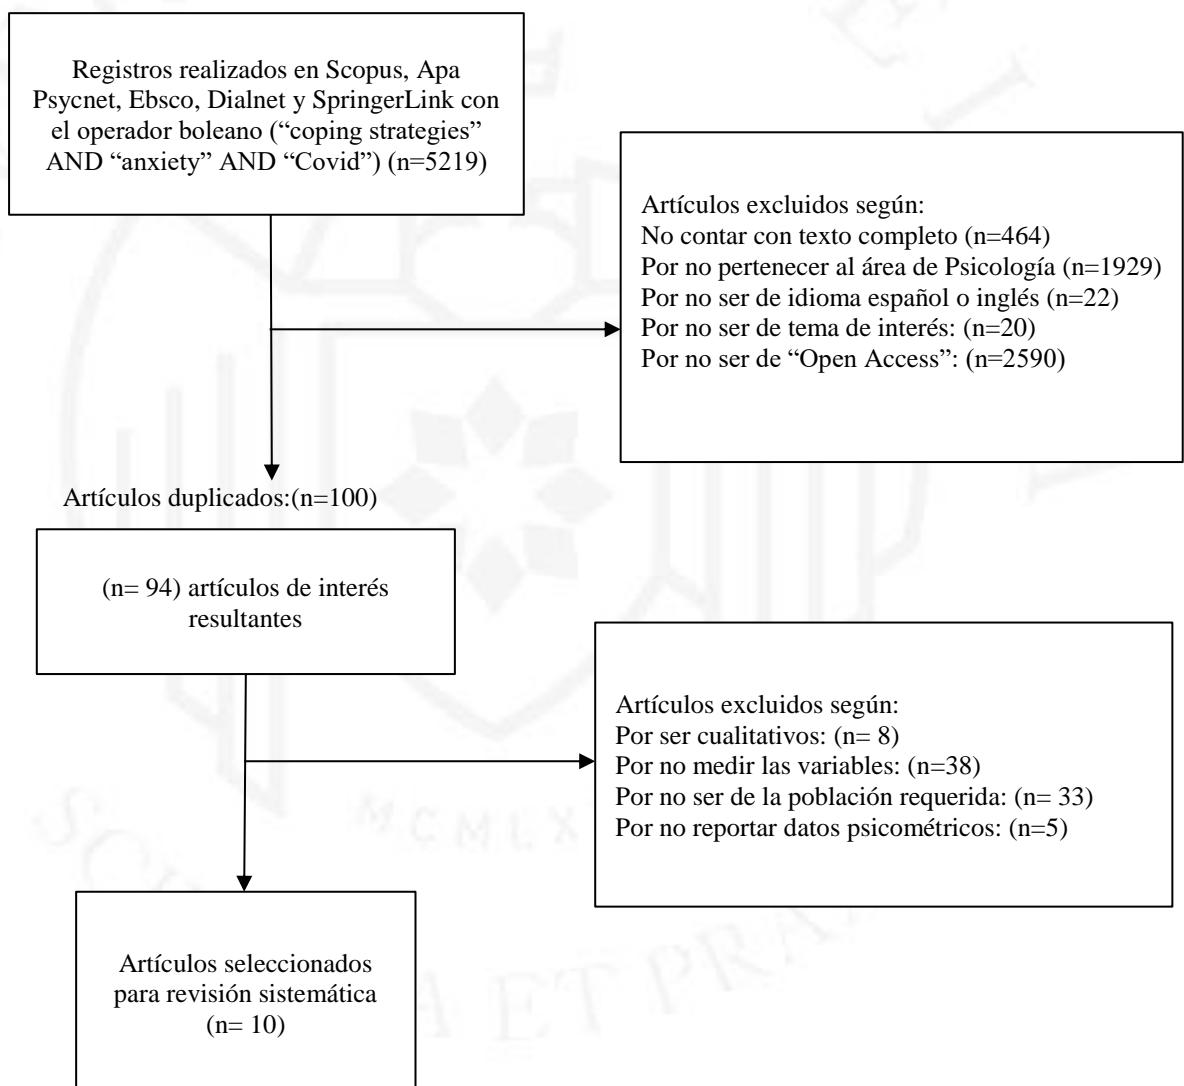 Registros realizados en Scopus, Apa
Psycnet, Ebsco, Dialnet y SpringerLink con
el operador boleano (“coping strategies”
AND “anxiety” AND “Covid”) (n=5219)
Artículos excluidos según:
No contar con texto completo (n=464)
Por no pertenecer al área de Psicología (n=1929)
Por no ser de idioma español o inglés (n=22)
Por no ser de tema de interés: (n=20)
Por no ser de “Open Access”: (n=2590)
Artículos duplicados:(n=100)
(n= 94) artículos de interés
resultantes
Artículos excluidos según:
Por ser cualitativos: (n= 8)
Por no medir las variables: (n=38)
Por no ser de la población requerida: (n= 33)
Por no reportar datos psicométricos: (n=5)
Artículos seleccionados
para revisión sistemática
(n= 10)
MCMLX
ET PRA